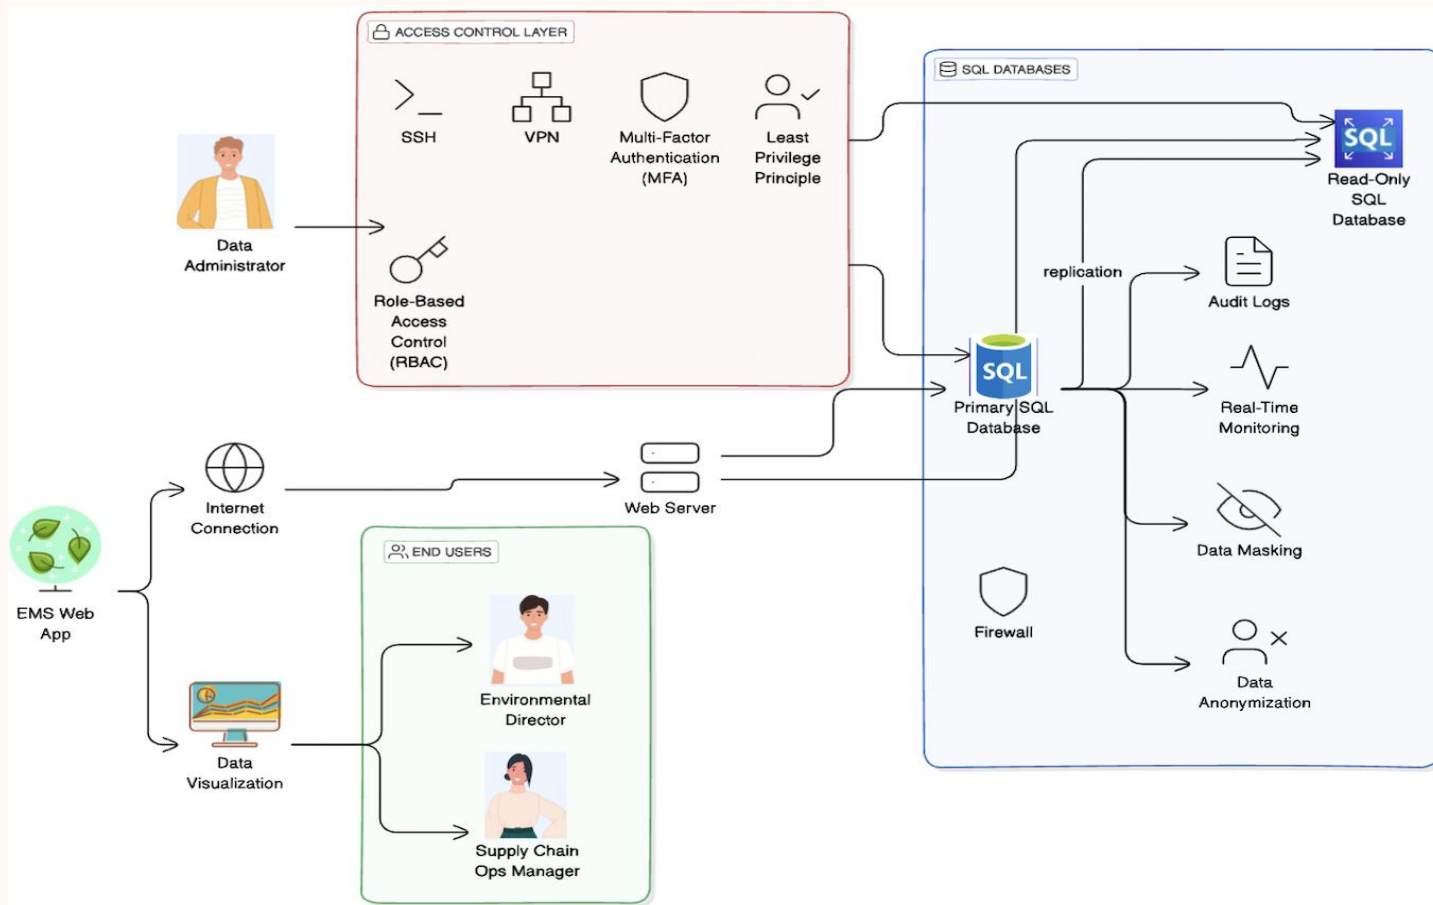 ACCESS CONTROL LAYER
SSH
VPN
Multi-Factor
Authentication
(MFA)
Least
Privilege
Principle
Data
Administrator
Role-Based
Access
Control
(RBAC)
SQL DATABASES
SQL
Read-Only
SQL
Database
replication
Audit Logs
SQL
Primary SQL
Database
Real-Time
Monitoring
Data Masking
Firewall
Data
Anonymization
Internet
Connection
Web Server
EMS Web
App
END USERS
Environmental
Director
Data
Visualization
Supply Chain
Ops Manager